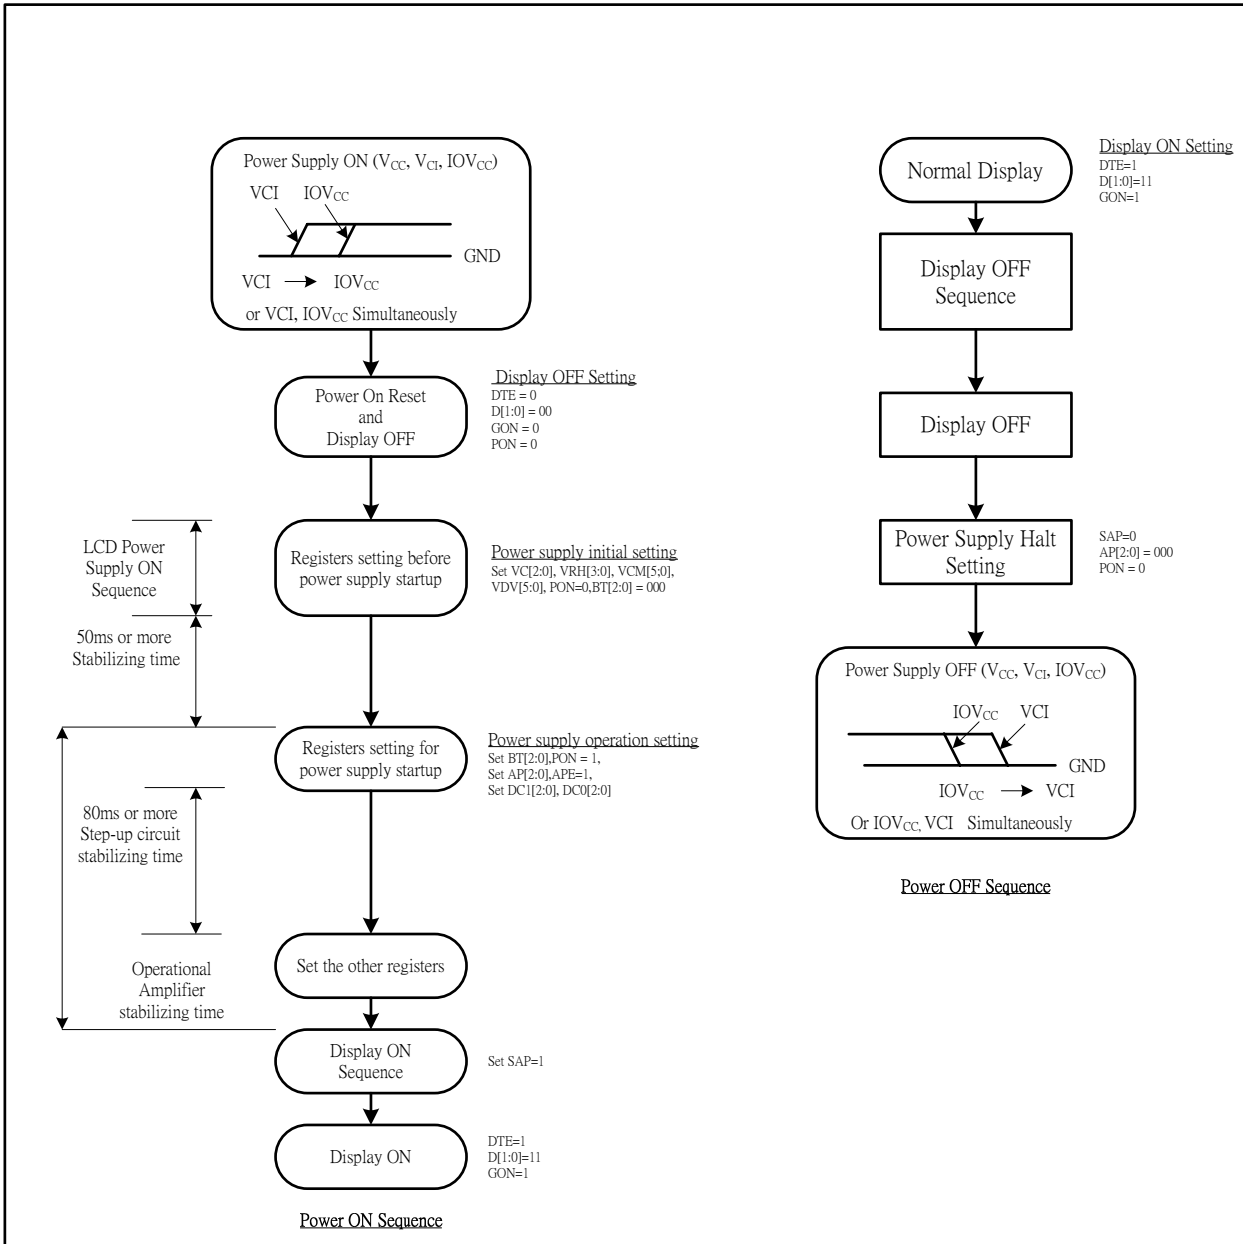 Power Supply ON (VCC, VCI, IOVCC)
VCI IOVCC
GND
VCI IOVCC
or VCI, IOVCC Simultaneously
Power On Reset
and
Display OFF
Display OFF Setting
DTE = 0
D[1:0] = 00
GON = 0
PON = 0
LCD Power
Supply ON
Sequence
Registers setting before
power supply startup
Power supply initial setting
Set VC[2:0], VRH[3:0], VCM[5;0],
VDV[5:0], PON=0,BT[2:0] = 000
50ms or more
Stabilizing time
Registers setting for
power supply startup
Power supply operation setting
Set BT[2:0],PON = 1,
Set AP[2:0],APE=1,
Set DC1[2:0], DC0[2:0]
80ms or more
Step-up circuit
stabilizing time
Operational
Amplifier
stabilizing time
Set the other registers
Display ON
Sequence
Set SAP=1
Display ON
DTE=1
D[1:0]=11
GON=1
Power ON Sequence
Normal Display
Display ON Setting
DTE=1
D[1:0]=11
GON=1
Display OFF
Sequence
Display OFF
Power Supply Halt
Setting
SAP=0
AP[2:0] = 000
PON = 0
Power Supply OFF (VCC, VCI, IOVCC)
IOVCC VCI
GND
IOVCC VCI
Or IOVCC, VCI Simultaneously
Power OFF Sequence